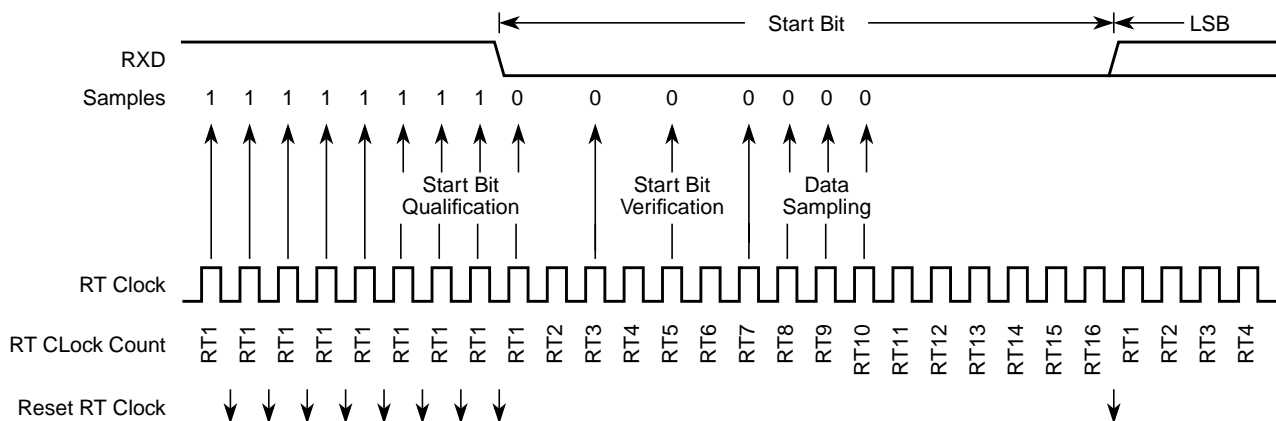 Start Bit LSB
RXD
Samples 1 1 1 1 1 1 1 1 0 0 0 0 0 0 0
Start Bit Qualification
Start Bit Verification
Data Sampling
RT Clock
RT CLock Count RT1 RT1 RT1 RT1 RT1 RT1 RT1 RT1 RT1 RT2 RT3 RT4 RT5 RT6 RT7 RT8 RT9 RT10 RT11 RT12 RT13 RT14 RT15 RT16 RT1 RT2 RT3 RT4
Reset RT Clock